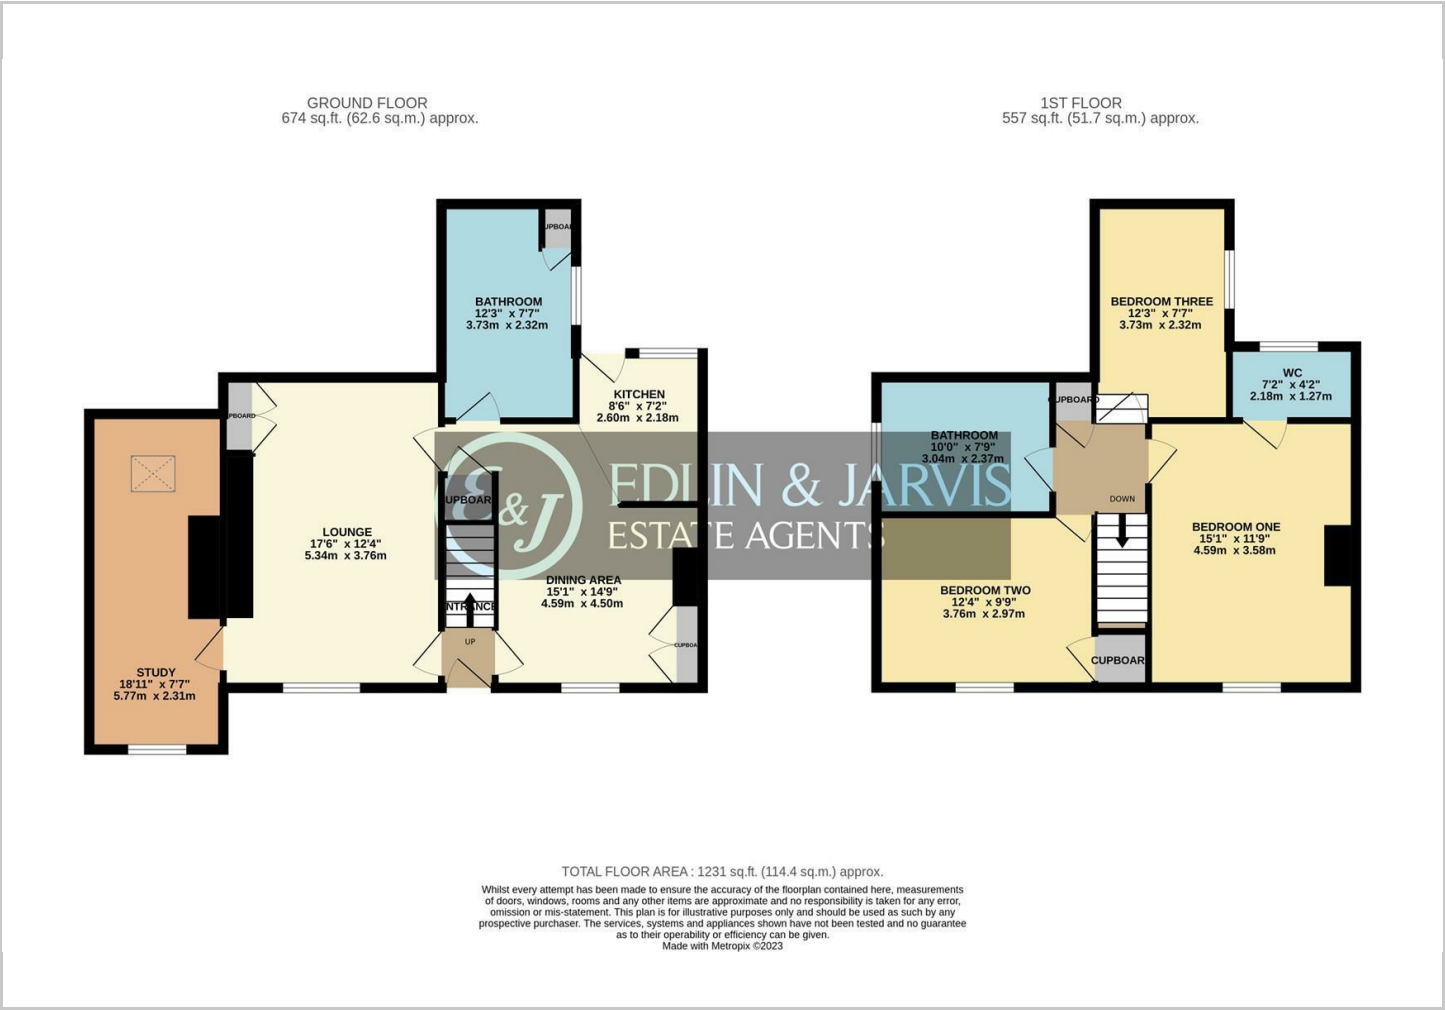 GROUND FLOOR
674 sq.ft. (62.6 sq.m.) approx.
1ST FLOOR
557 sq.ft. (51.7 sq.m.) approx.
UPBOAR
BATHROOM
12'3" x 7'7"
3.73m x 2.32m
KITCHEN
8'6" x 7'2"
2.60m x 2.18m
UPBOARD
UPBOAR
LOUNGE
17'6" x 12'4"
5.34m x 3.76m
DINING AREA
15'1" x 14'9"
4.59m x 4.50m
ENTRANCE
UP
CUPBOA
STUDY
18'11" x 7'7"
5.77m x 2.31m
BEDROOM THREE
12'3" x 7'7"
3.73m x 2.32m
WC
7'2" x 4'2"
2.18m x 1.27m
CUPBOARD
BATHROOM
10'0" x 7'9"
3.04m x 2.37m
DOWN
BEDROOM ONE
15'1" x 11'9"
4.59m x 3.58m
BEDROOM TWO
12'4" x 9'9"
3.76m x 2.97m
CUPBOAR
E&J
EDLIN & JARVIS
ESTATE AGENTS
TOTAL FLOOR AREA : 1231 sq.ft. (114.4 sq.m.) approx.
Whilst every attempt has been made to ensure the accuracy of the floorplan contained here, measurements
of doors, windows, rooms and any other items are approximate and no responsibility is taken for any error,
omission or mis-statement. This plan is for illustrative purposes only and should be used as such by any
prospective purchaser. The services, systems and appliances shown have not been tested and no guarantee
as to their operability or efficiency can be given.
Made with Metropix ©2023